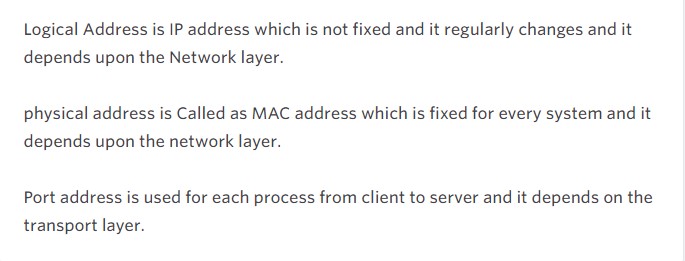 Logical Address is IP address which is not fixed and it regularly changes and it
depends upon the Network layer.
physical address is Called as MAC address which is fixed for every system and it
depends upon the network layer.
Port address is used for each process from client to server and it depends on the
transport layer.